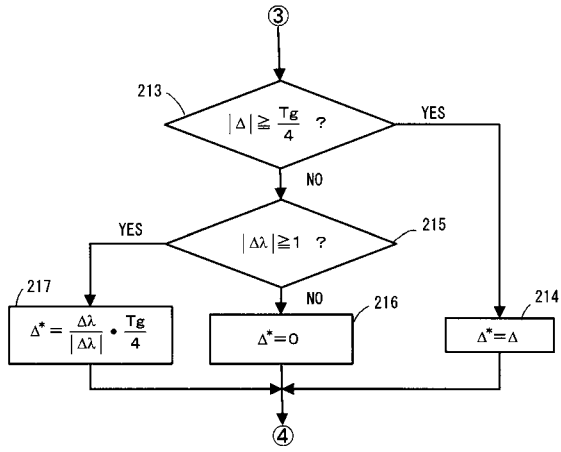 ③
213
|Δ| ≧ Tg/4 ?
YES
NO
215
|Δλ| ≧ 1 ?
YES
NO
217
Δ* = Δλ/|Δλ| • Tg/4
216
Δ* = 0
214
Δ* = Δ
④